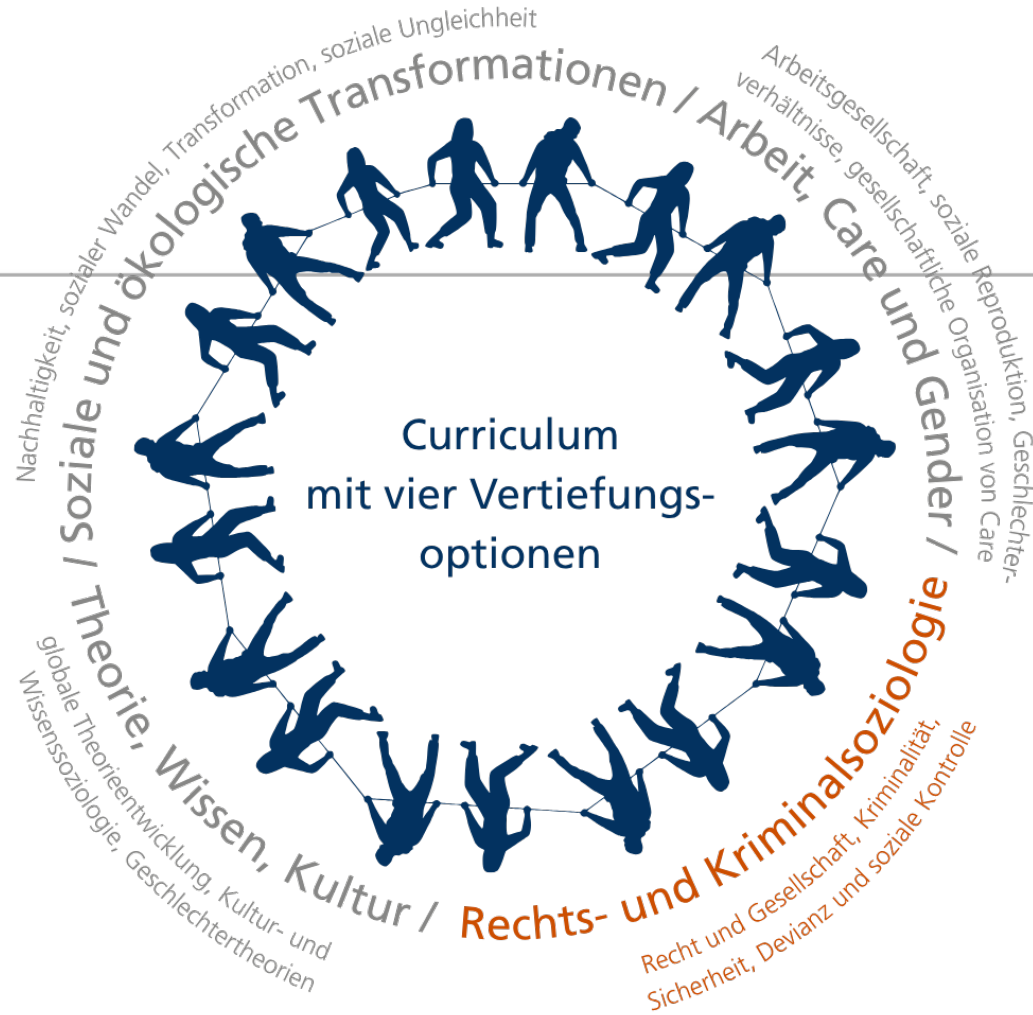 Nachhaltigkeit, sozialer Wandel, Transformation, soziale Ungleichheit
/ Soziale und ökologische Transformationen / Arbeit, Care und Gender /
Arbeitsgesellschaft, soziale Reproduktion, Geschlechter-
verhältnisse, gesellschaftliche Organisation von Care
Curriculum
mit vier Vertiefungs-
optionen
Theorie, Wissen, Kultur /
globale Theorieentwicklung, Kultur- und
Wissenssoziologie, Geschlechtertheorien
Rechts- und Kriminalsoziologie
Recht und Gesellschaft, Kriminalität,
Sicherheit, Devianz und soziale Kontrolle